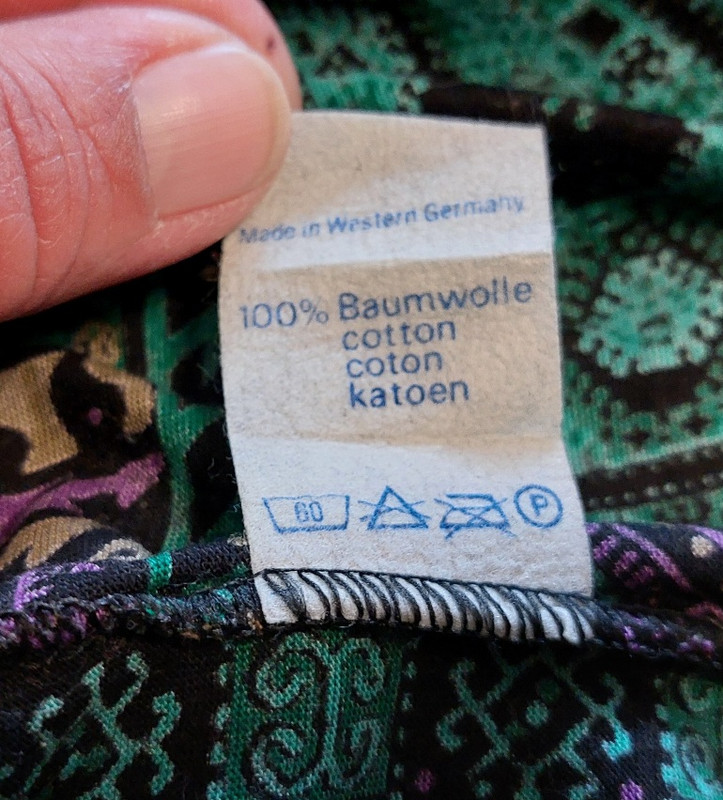 Made in Western Germany
100% Baumwolle
cotton
coton
katoen
60
P